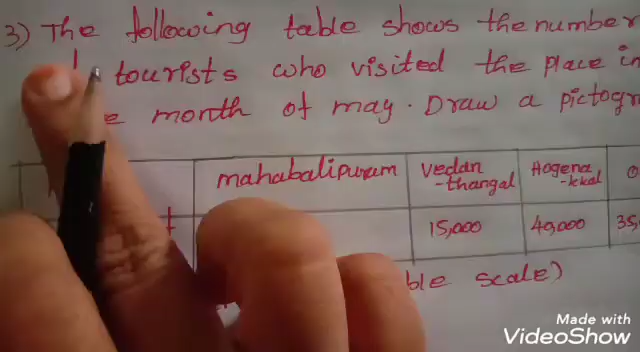 3) The following table shows the number
tourists who visited the place in
month of may. Draw a pictogr
mahabalipuram Vedan-thangal Hogena-kkal
15,000 40,000 35,
ble scale)
Made with
VideoShow